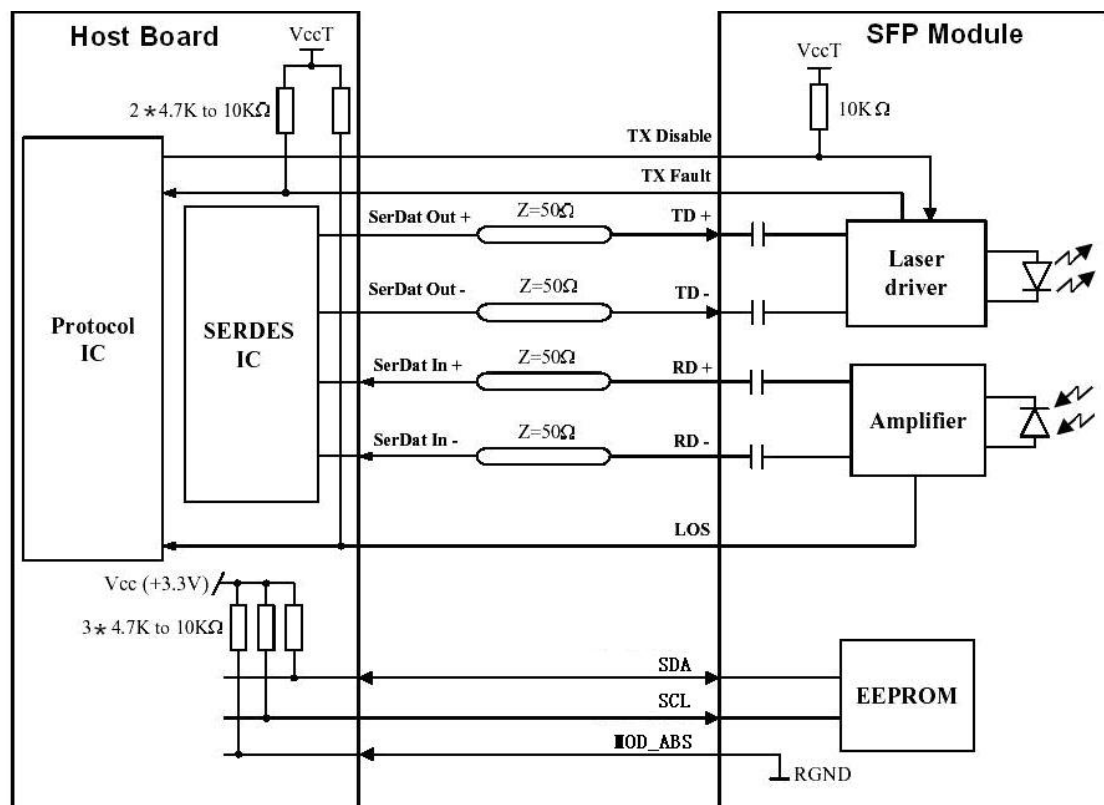 Host Board
SFP Module
VccT
VccT
2*4.7K to 10KΩ
10KΩ
TX Disable
TX Fault
SerDat Out +
Z=50Ω
TD +
SerDat Out -
Z=50Ω
TD -
Laser
driver
Protocol
IC
SERDES
IC
SerDat In +
Z=50Ω
RD +
SerDat In -
Z=50Ω
RD -
Amplifier
LOS
Vcc (+3.3V)
3*4.7K to 10KΩ
SDA
SCL
MOD_ABS
EEPROM
RGND